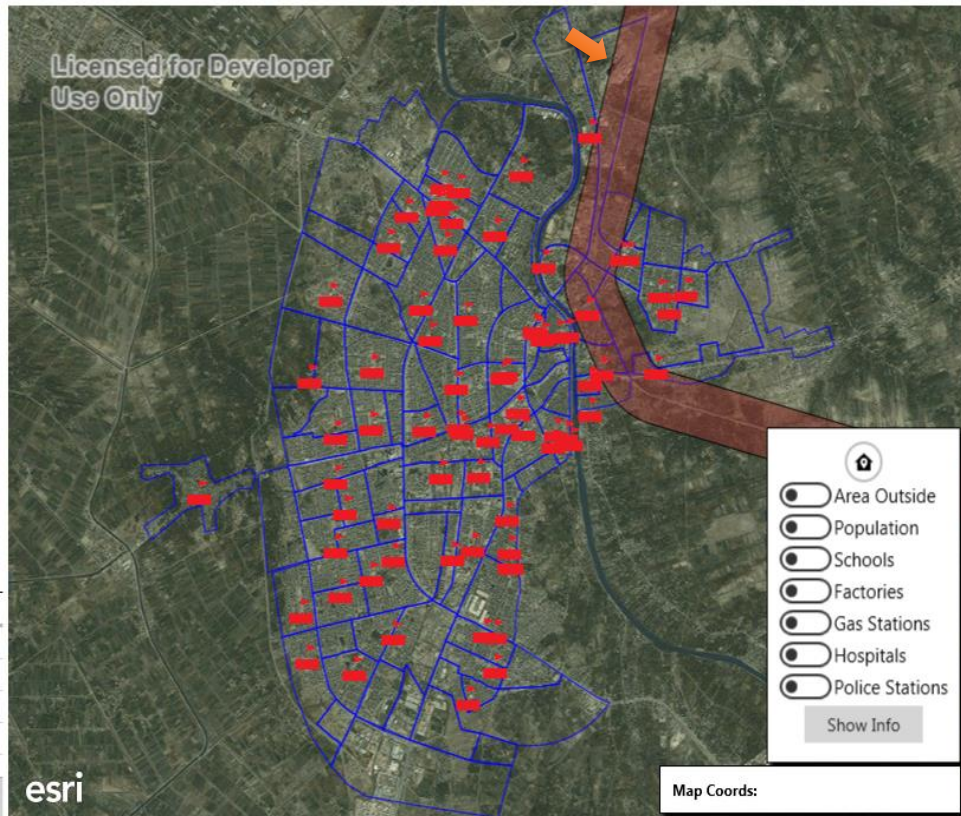 Licensed for Developer
Use Only
Area Outside
Population
Schools
Factories
Gas Stations
Hospitals
Police Stations
Show Info
esri
Map Coords: